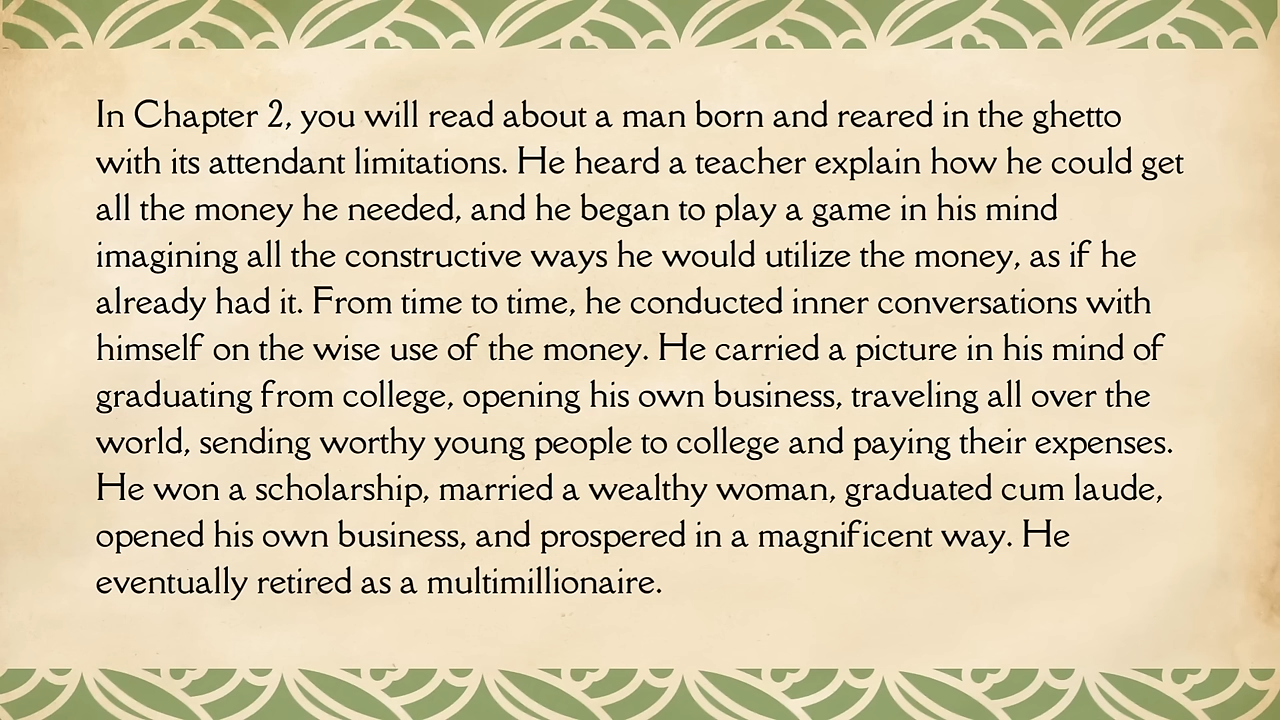 In Chapter 2, you will read about a man born and reared in the ghetto
with its attendant limitations. He heard a teacher explain how he could get
all the money he needed, and he began to play a game in his mind
imagining all the constructive ways he would utilize the money, as if he
already had it. From time to time, he conducted inner conversations with
himself on the wise use of the money. He carried a picture in his mind of
graduating from college, opening his own business, traveling all over the
world, sending worthy young people to college and paying their expenses.
He won a scholarship, married a wealthy woman, graduated cum laude,
opened his own business, and prospered in a magnificent way. He
eventually retired as a multimillionaire.